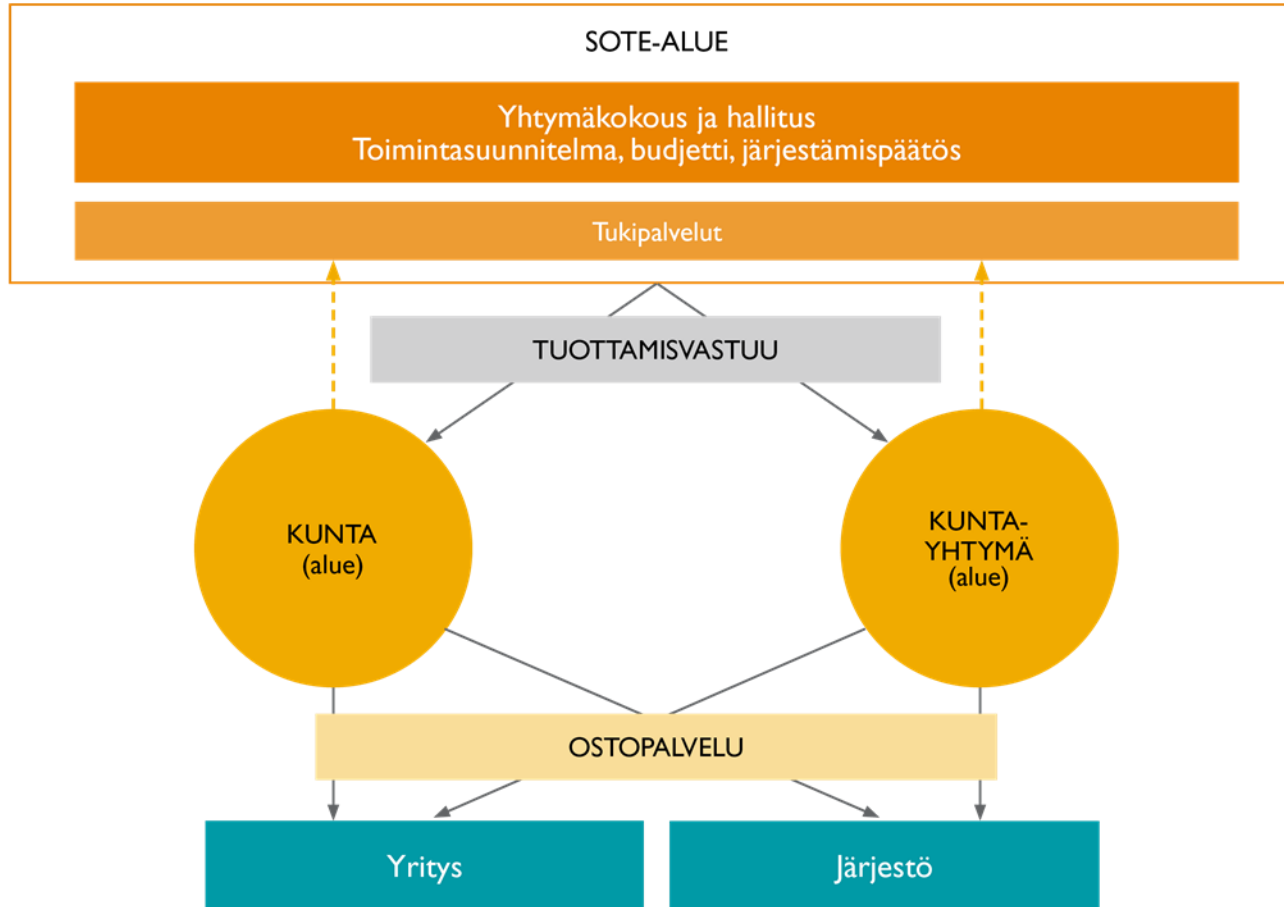 SOTE-ALUE
Yhtymäkokous ja hallitus
Toimintasuunnitelma, budjetti, järjestämispäätös
Tukipalvelut
TUOTTAMISVASTUU
KUNTA
(alue)
KUNTA-
YHTYMÄ
(alue)
OSTOPALVELU
Yritys
Järjestö